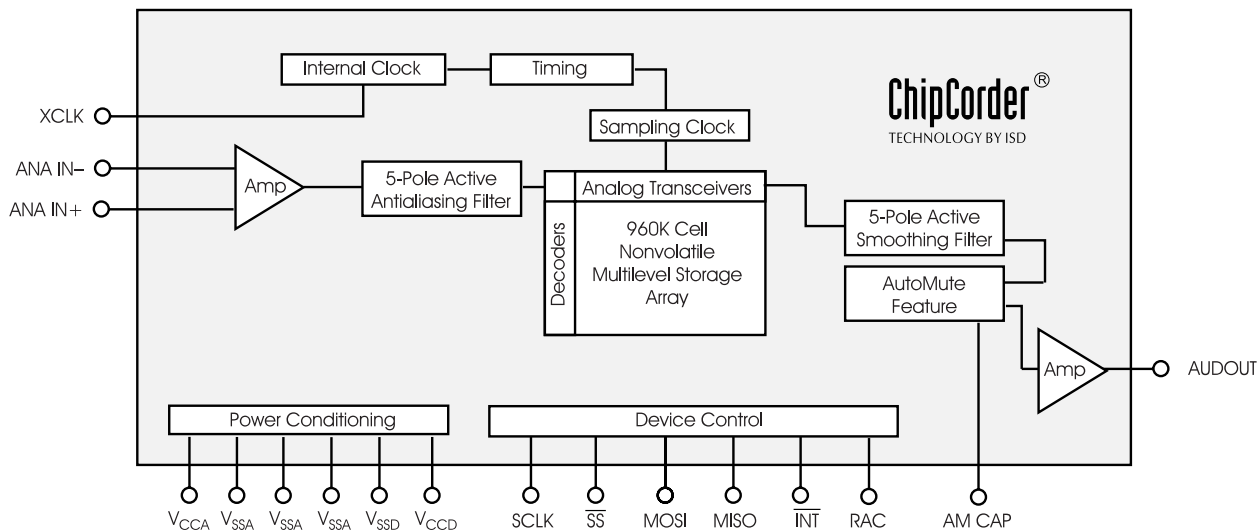 Internal Clock
Timing
ChipCorder®
TECHNOLOGY BY ISD
XCLK
Sampling Clock
ANA IN–
ANA IN+
Amp
5-Pole Active
Antialiasing Filter
Analog Transceivers
Decoders
960K Cell
Nonvolatile
Multilevel Storage
Array
5-Pole Active
Smoothing Filter
AutoMute
Feature
Amp
AUDOUT
Power Conditioning
Device Control
VCCA
VSSA
VSSA
VSSA
VSSD
VCCD
SCLK
S̅S̅
MOSI
MISO
I̅N̅T̅
RAC
AM CAP